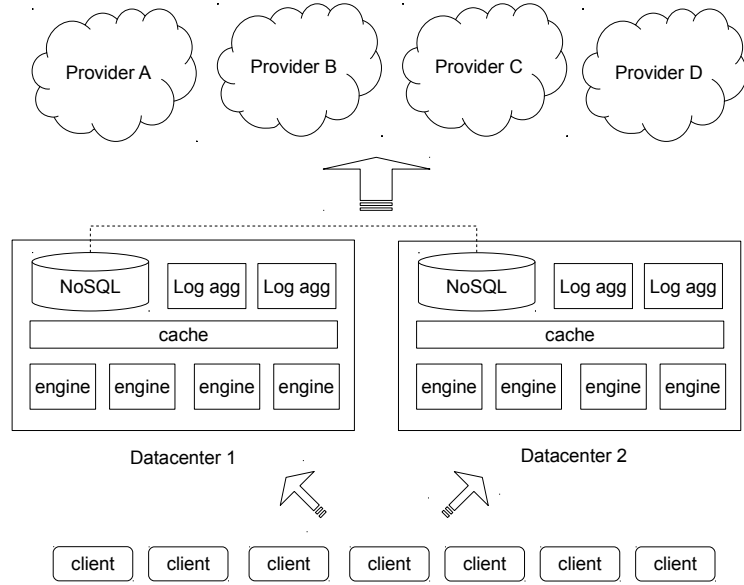 Provider A
Provider B
Provider C
Provider D
NoSQL
Log agg
Log agg
cache
engine
engine
engine
engine
Datacenter 1
NoSQL
Log agg
Log agg
cache
engine
engine
engine
engine
Datacenter 2
client
client
client
client
client
client
client